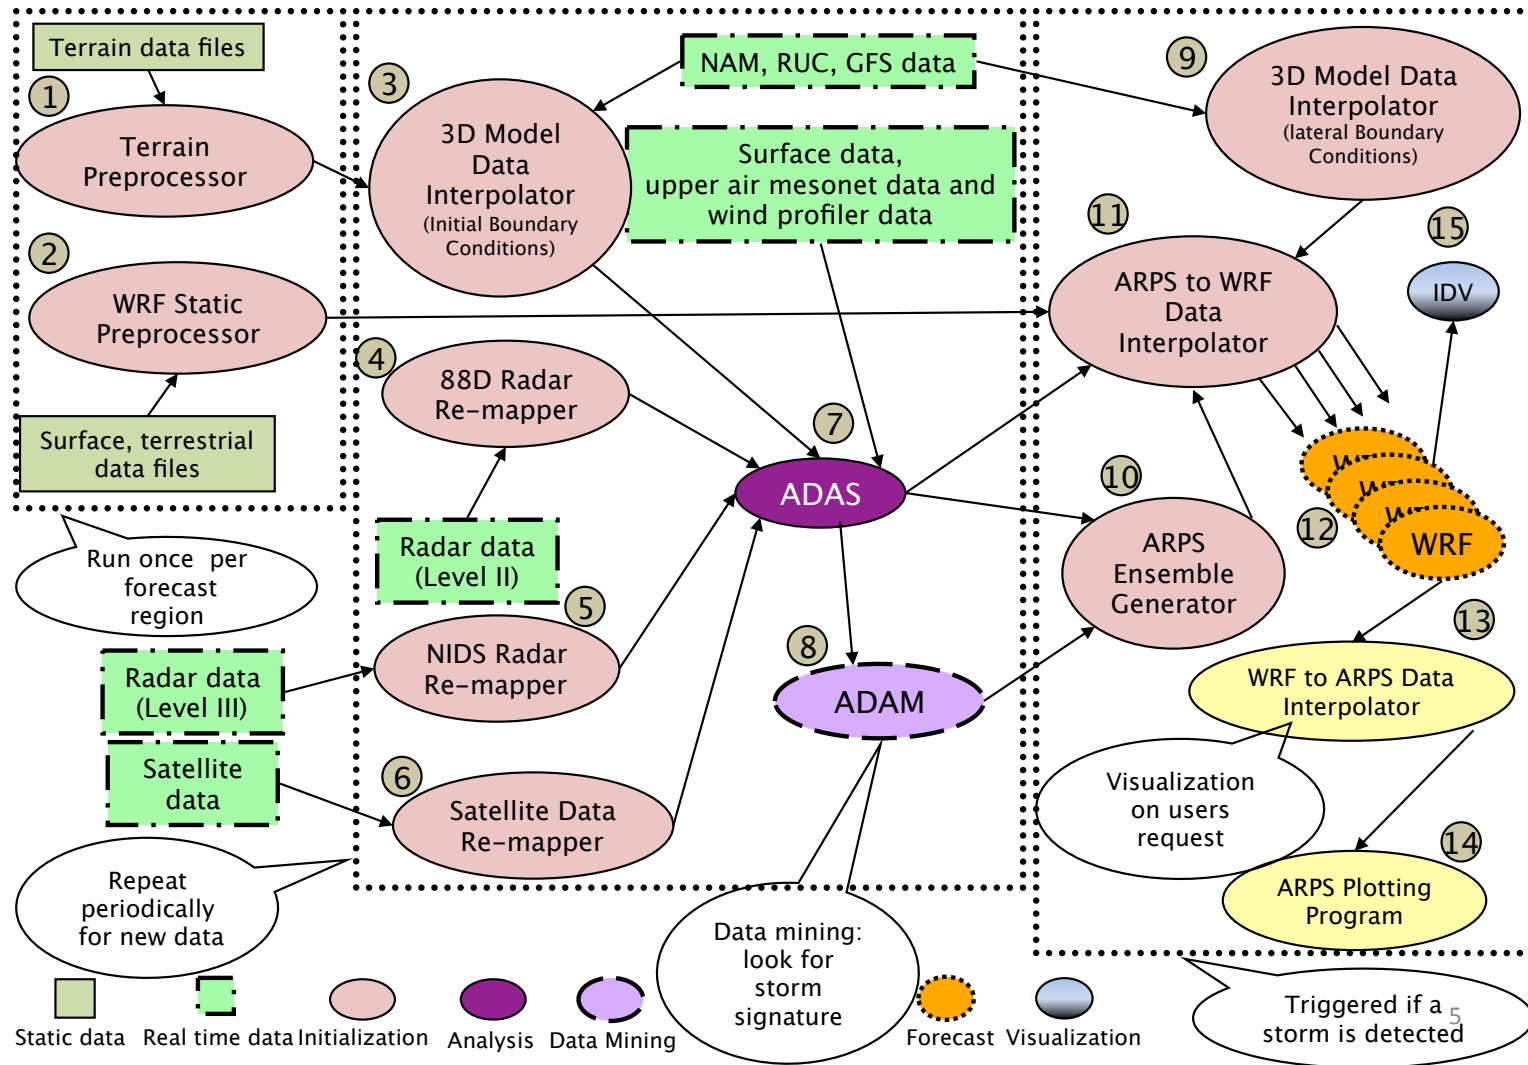 Terrain data files
1
Terrain
Preprocessor
2
WRF Static
Preprocessor
Surface, terrestrial
data files
Run once per
forecast
region
Radar data
(Level III)
Satellite
data
Repeat
periodically
for new data
3
3D Model
Data
Interpolator
(Initial Boundary
Conditions)
NAM, RUC, GFS data
Surface data,
upper air mesonet data and
wind profiler data
4
88D Radar
Re-mapper
Radar data
(Level II)
5
NIDS Radar
Re-mapper
6
Satellite Data
Re-mapper
7
ADAS
8
ADAM
Data mining:
look for
storm
signature
9
3D Model Data
Interpolator
(lateral Boundary
Conditions)
11
ARPS to WRF
Data
Interpolator
15
IDV
10
ARPS
Ensemble
Generator
12
WRF
13
WRF to ARPS Data
Interpolator
Visualization
on users
request
14
ARPS Plotting
Program
Triggered if a
storm is detected
5
Static data
Real time data
Initialization
Analysis
Data Mining
Forecast
Visualization